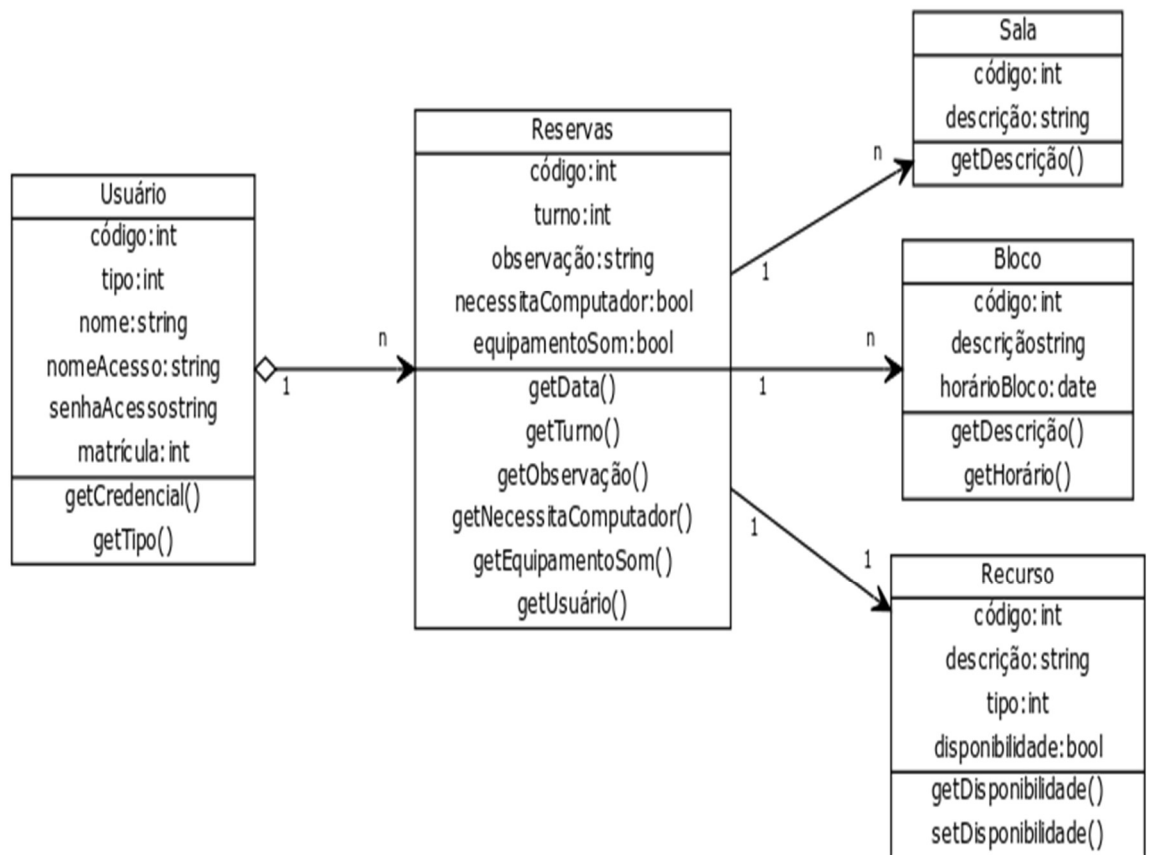 Usuário
código:int
tipo:int
nome:string
nomeAcesso:string
senhaAcessostring
matrícula:int
getCredencial()
getTipo()
1
n
Reservas
código:int
turno:int
observação:string
necessitaComputador:bool
equipamentoSom:bool
getData()
getTurno()
getObservação()
getNecessitaComputador()
getEquipamentoSom()
getUsuário()
1
n
Sala
código:int
descrição:string
getDescrição()
1
n
Bloco
código:int
descriçãostring
horárioBloco:date
getDescrição()
getHorário()
1
1
Recurso
código:int
descrição:string
tipo:int
disponibilidade:bool
getDisponibilidade()
setDisponibilidade()